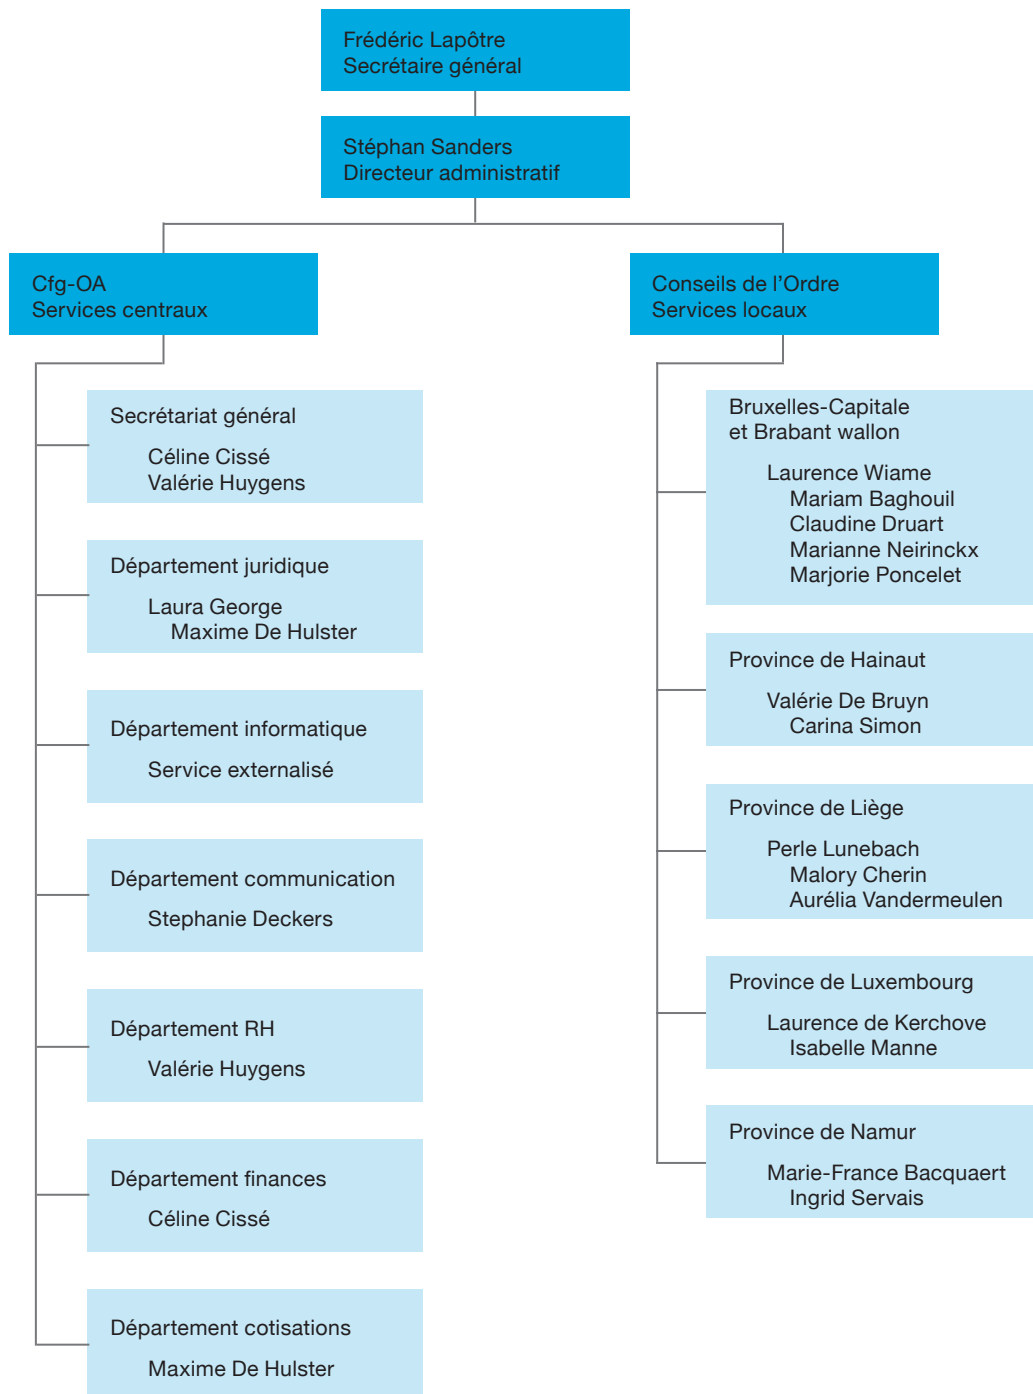 Frédéric Lapôtre
Secrétaire général
Stéphan Sanders
Directeur administratif
Cfg-OA
Services centraux
Secrétariat général
Céline Cissé
Valérie Huygens
Département juridique
Laura George
Maxime De Hulster
Département informatique
Service externalisé
Département communication
Stephanie Deckers
Département RH
Valérie Huygens
Département finances
Céline Cissé
Département cotisations
Maxime De Hulster
Conseils de l’Ordre
Services locaux
Bruxelles-Capitale
et Brabant wallon
Laurence Wiame
Mariam Baghouil
Claudine Druart
Marianne Neirinckx
Marjorie Poncelet
Province de Hainaut
Valérie De Bruyn
Carina Simon
Province de Liège
Perle Lunebach
Malory Cherin
Aurélia Vandermeulen
Province de Luxembourg
Laurence de Kerchove
Isabelle Manne
Province de Namur
Marie-France Bacquaert
Ingrid Servais